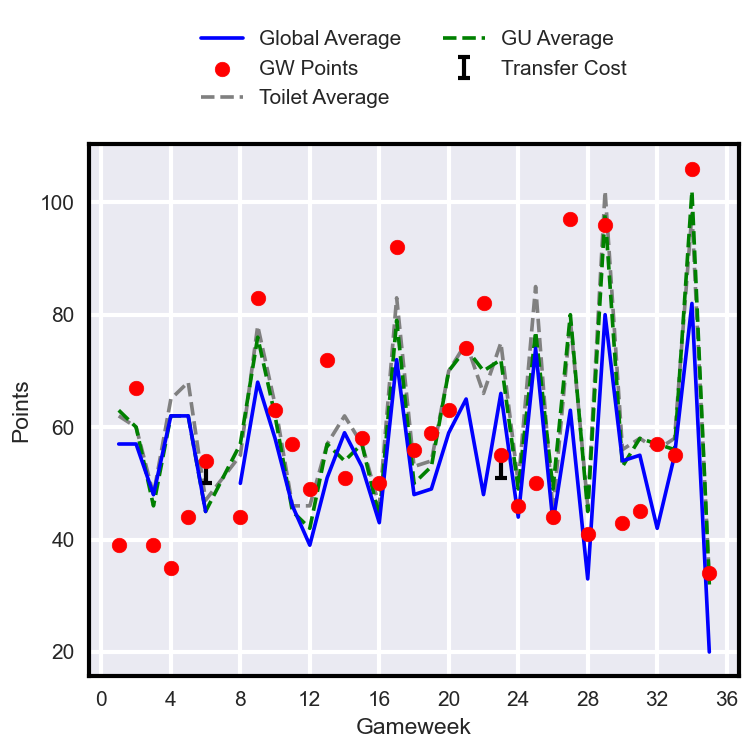 Global Average
GW Points
Toilet Average
GU Average
Transfer Cost
Points
100
80
60
40
20
0 4 8 12 16 20 24 28 32 36
Gameweek